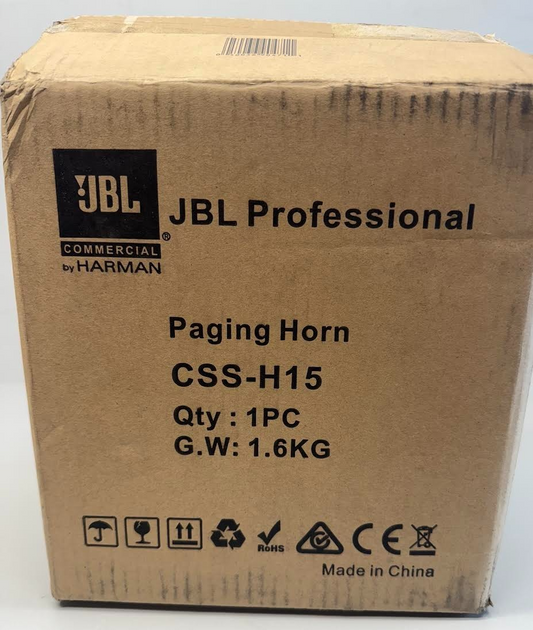 JBL
COMMERCIAL
by HARMAN
®
JBL Professional
Paging Horn
CSS-H15
Qty : 1PC
G.W: 1.6KG
RoHS
CE
Made in China